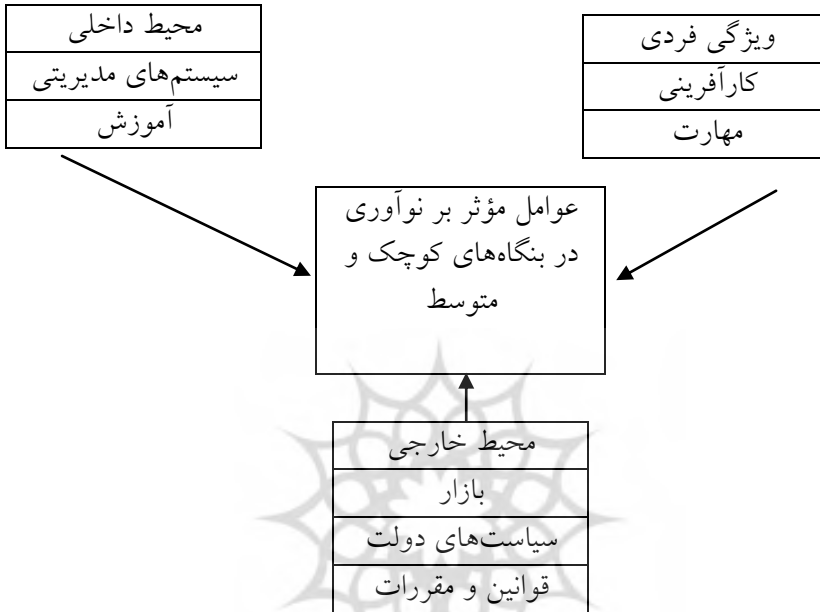 ویژگی فردی
کارآفرینی
مهارت
محیط داخلی
سیستم‌های مدیریتی
آموزش
عوامل مؤثر بر نوآوری
در بنگاه‌های کوچک و
متوسط
محیط خارجی
بازار
سیاست‌های دولت
قوانین و مقررات